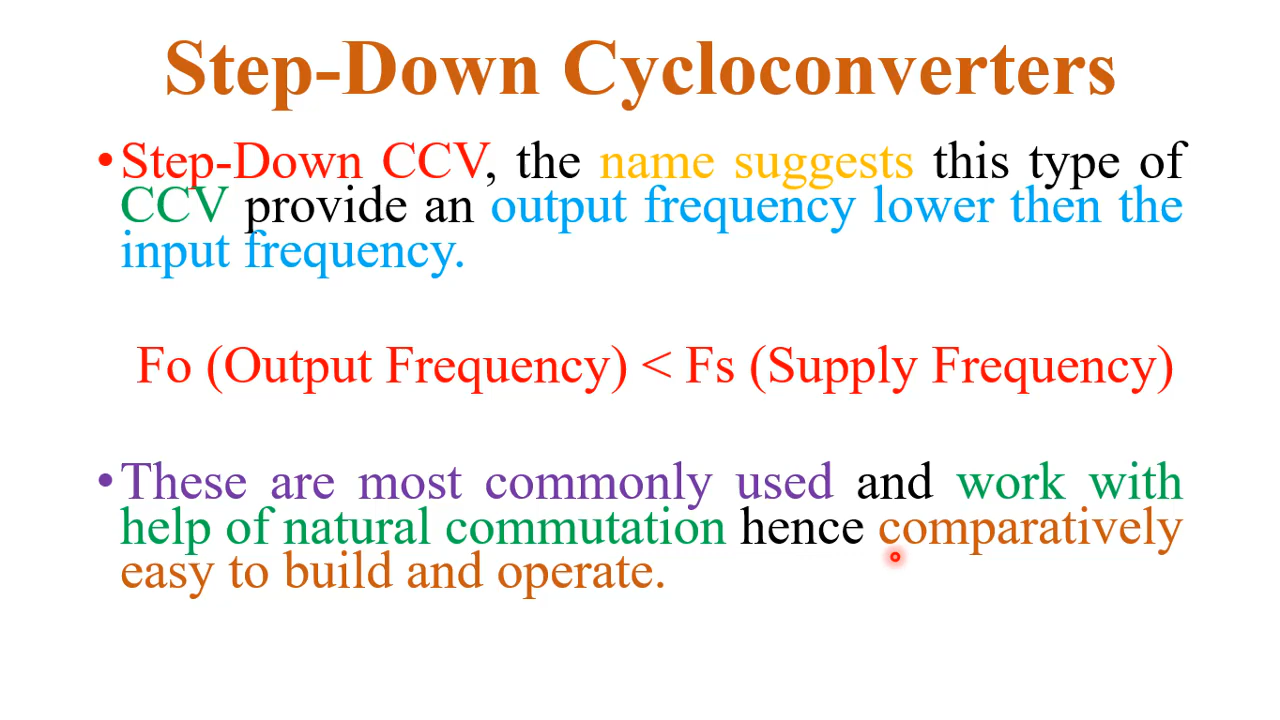 Step-Down Cycloconverters
•Step-Down CCV, the name suggests this type of
CCV provide an output frequency lower then the
input frequency.
Fo (Output Frequency) < Fs (Supply Frequency)
•These are most commonly used and work with
help of natural commutation hence comparatively
easy to build and operate.